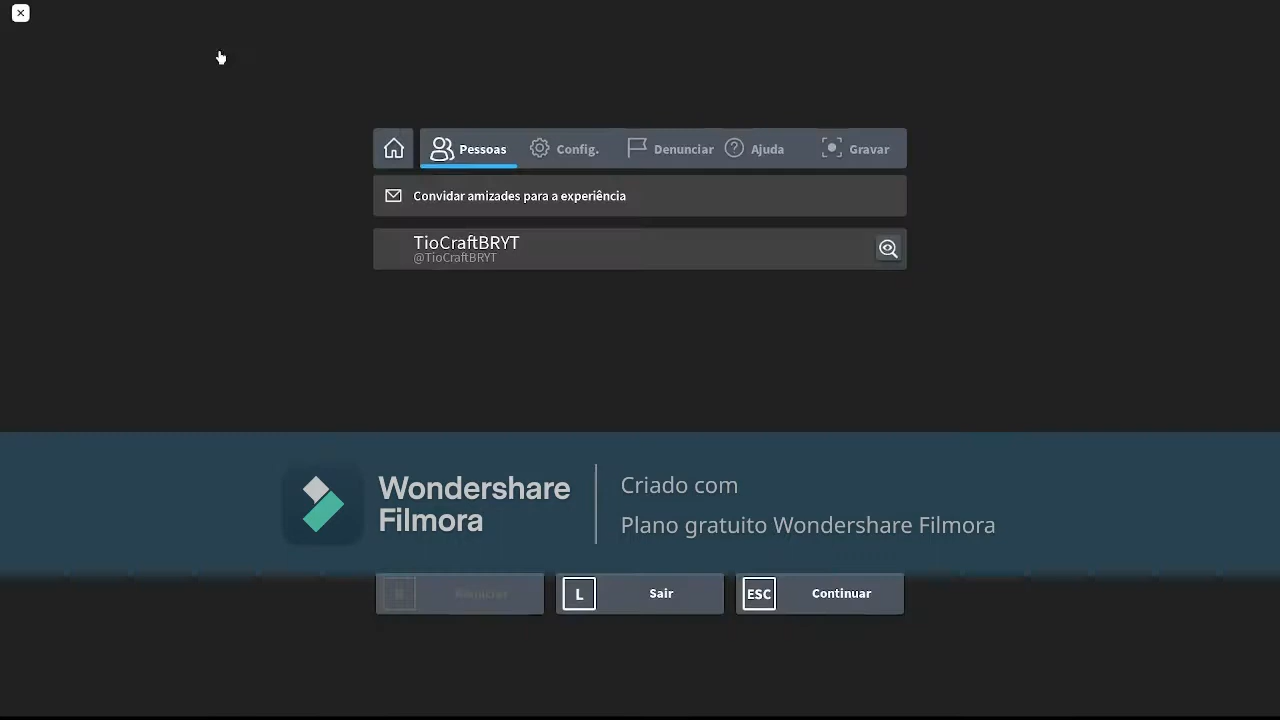 Pessoas
Config.
Denunciar
Ajuda
Gravar
Convidar amizades para a experiência
TioCraftBRYT
@TioCraftBRYT
Wondershare
Filmora
Criado com
Plano gratuito Wondershare Filmora
L
Sair
ESC
Continuar